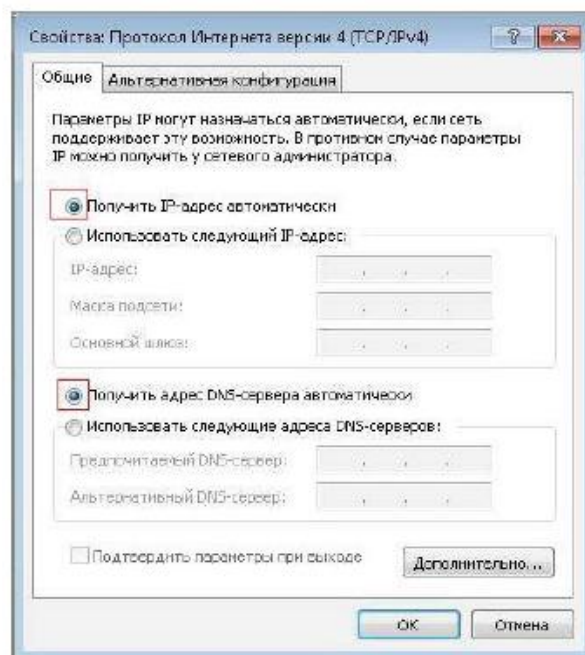 Свойства: Протокол Интернета версии 4 (TCP/IPv4)
Общие
Альтернативная конфигурация
Параметры IP могут назначаться автоматически, если сеть
поддерживает эту возможность. В противном случае параметры
IP можно получить у сетевого администратора.
Получить IP-адрес автоматически
Использовать следующий IP-адрес:
IP-адрес:
Маска подсети:
Основной шлюз:
Получить адрес DNS-сервера автоматически
Использовать следующие адреса DNS-серверов:
Предпочитаемый DNS-сервер:
Альтернативный DNS-сервер:
Подтвердить параметры при выходе
Дополнительно...
ОК
Отмена